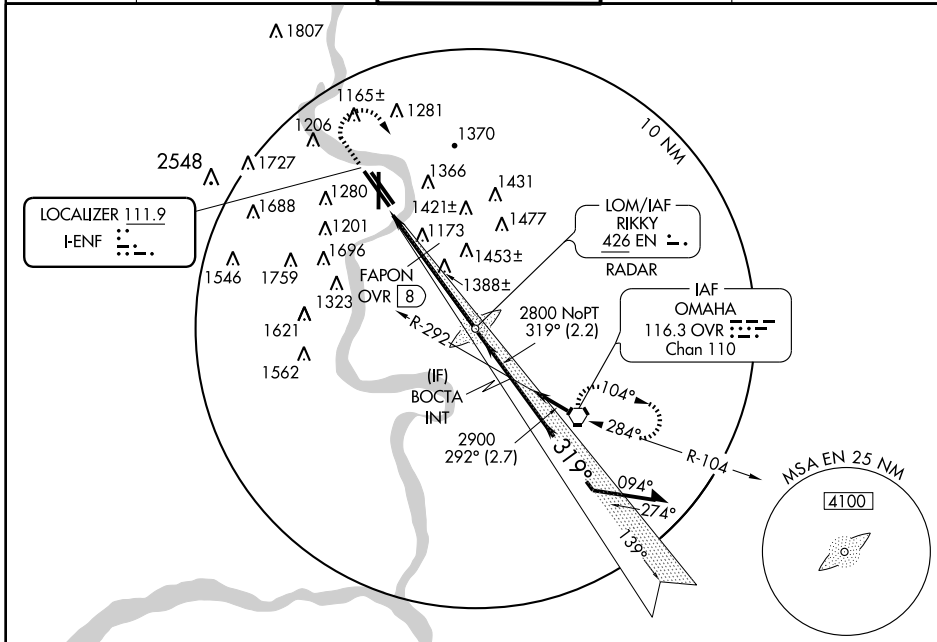 1807
1165±
1281
1206
1370
10 NM
2548
1727
1366
1280
1431
1688
1421±
LOCALIZER 111.9
I-ENF
1201
1173
1477
LOM/IAF
RIKKY
426 EN
RADAR
1696
1453±
1546
1759
FAPON
OVR 8
1388±
1323
IAF
OMAHA
116.3 OVR
Chan 110
1621
R-292
2800 NoPT
319° (2.2)
1562
(IF)
BOCTA
INT
104°
284°
2900
292° (2.7)
319°
R-104
MSA EN 25 NM
094°
274°
4100
139°